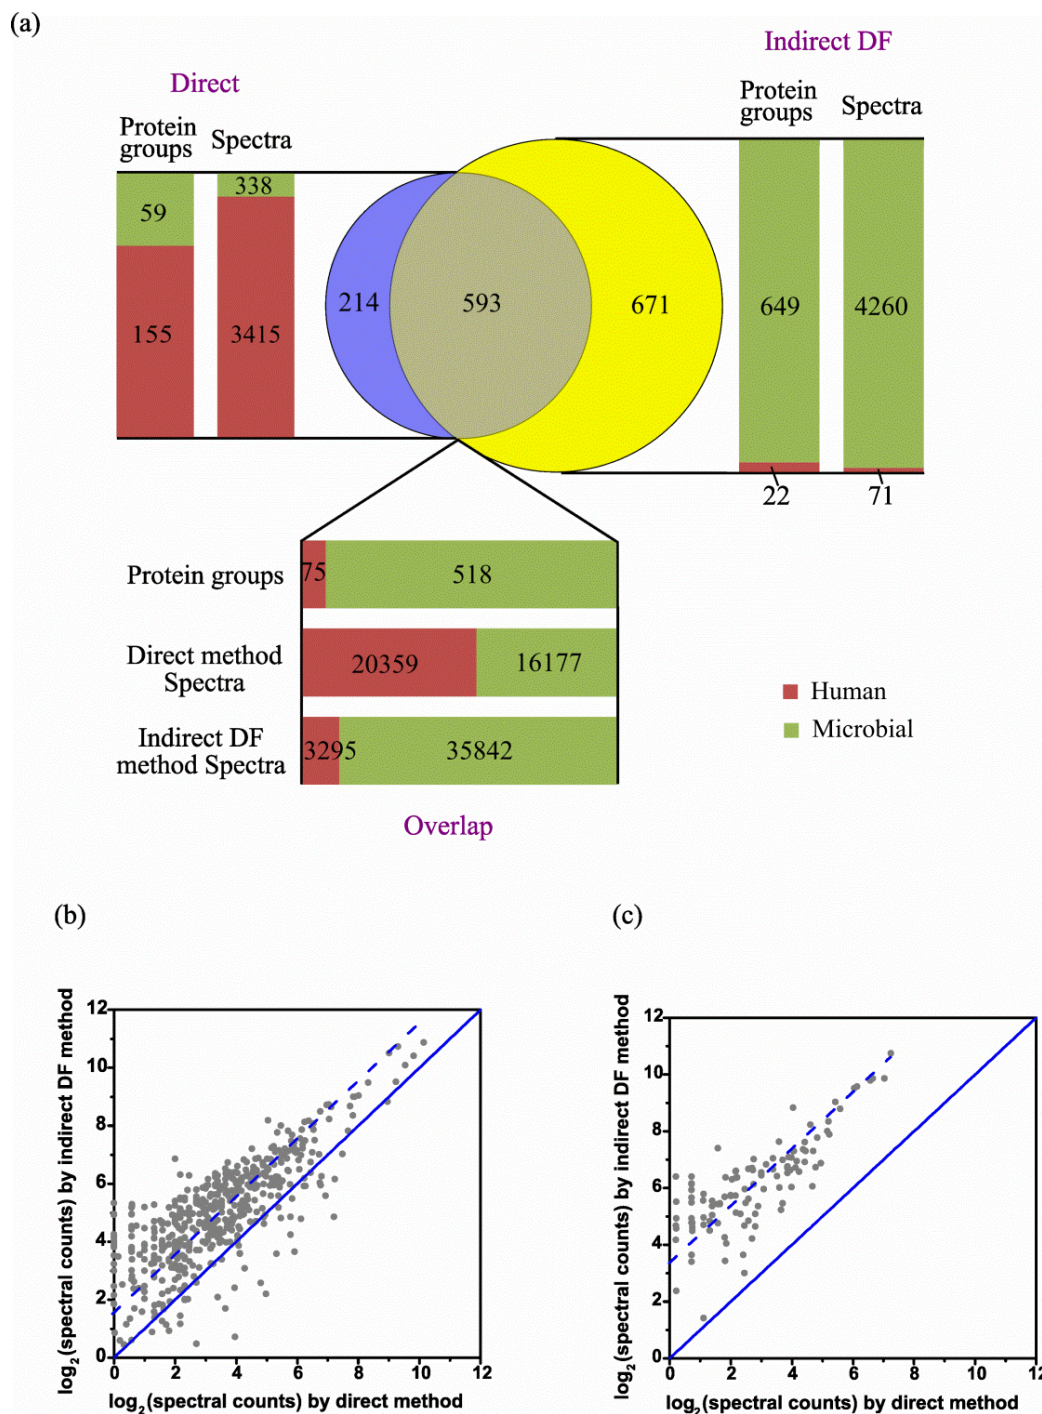 (a)
Indirect DF
Direct
Protein groups
Spectra
Protein groups
Spectra
338
59
155
3415
214
593
671
649
4260
22
71
Protein groups
75
518
Direct method
Spectra
20359
16177
Indirect DF
method Spectra
3295
35842
Human
Microbial
Overlap
(b)
(c)
log2(spectral counts) by indirect DF method
12
10
8
6
4
2
0
0 2 4 6 8 10 12
log2(spectral counts) by direct method
log2(spectral counts) by indirect DF method
12
10
8
6
4
2
0
0 2 4 6 8 10 12
log2(spectral counts) by direct method